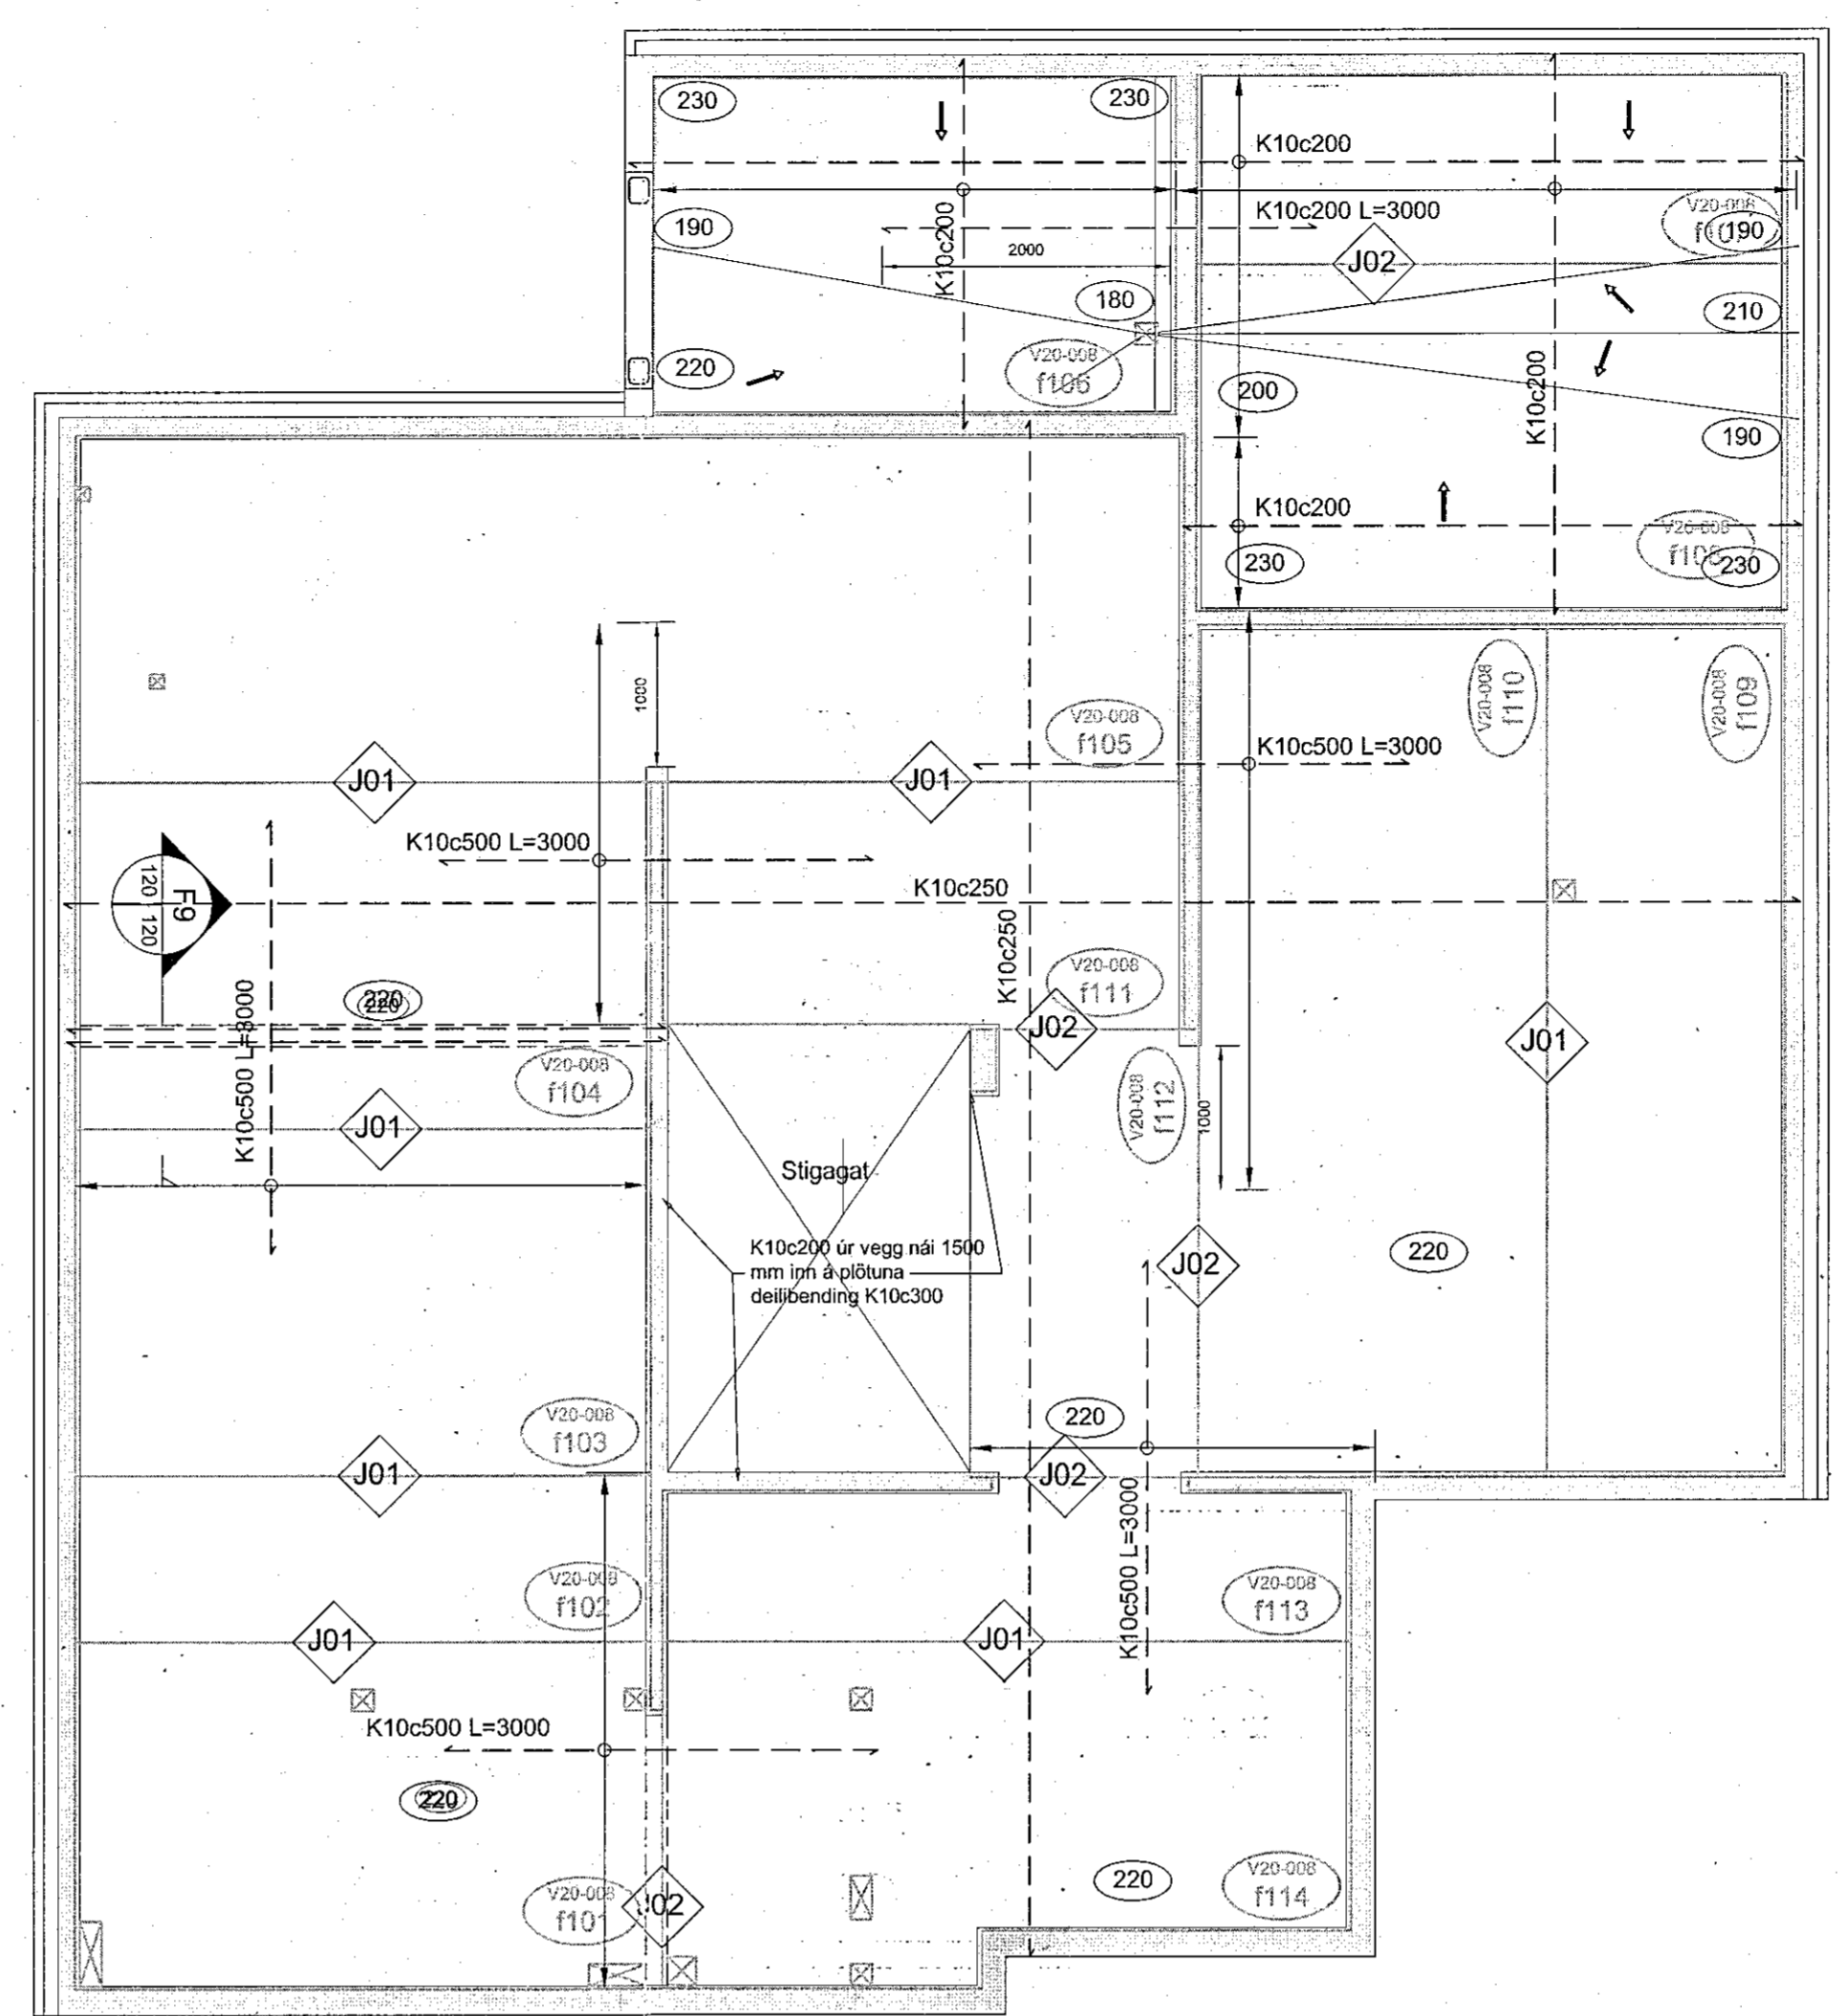 230
230
K10c200
K10c200 L=3000
190
2000
K10c200
180
220
V20-008
f106
V20-008
190
J02
210
K10c200
200
190
K10c200
230
V20-008
230
1000
V20-008
f105
V20-008
f110
V20-008
f109
K10c500 L=3000
J01
J01
K10c500 L=3000
F9
120
120
K10c250
K10c250
V20-008
f111
220
J02
J01
K10c500 L=3000
V20-008
f104
V20-008
f112
1000
J01
Stigagat
K10c200 úr vegg nái 1500
mm inn á plötuna
deilibending K10c300
J02
220
220
V20-008
f103
J01
J02
K10c500 L=3000
V20-008
f102
V20-008
f113
J01
J01
K10c500 L=3000
220
220
V20-008
f101
J02
V20-008
f114